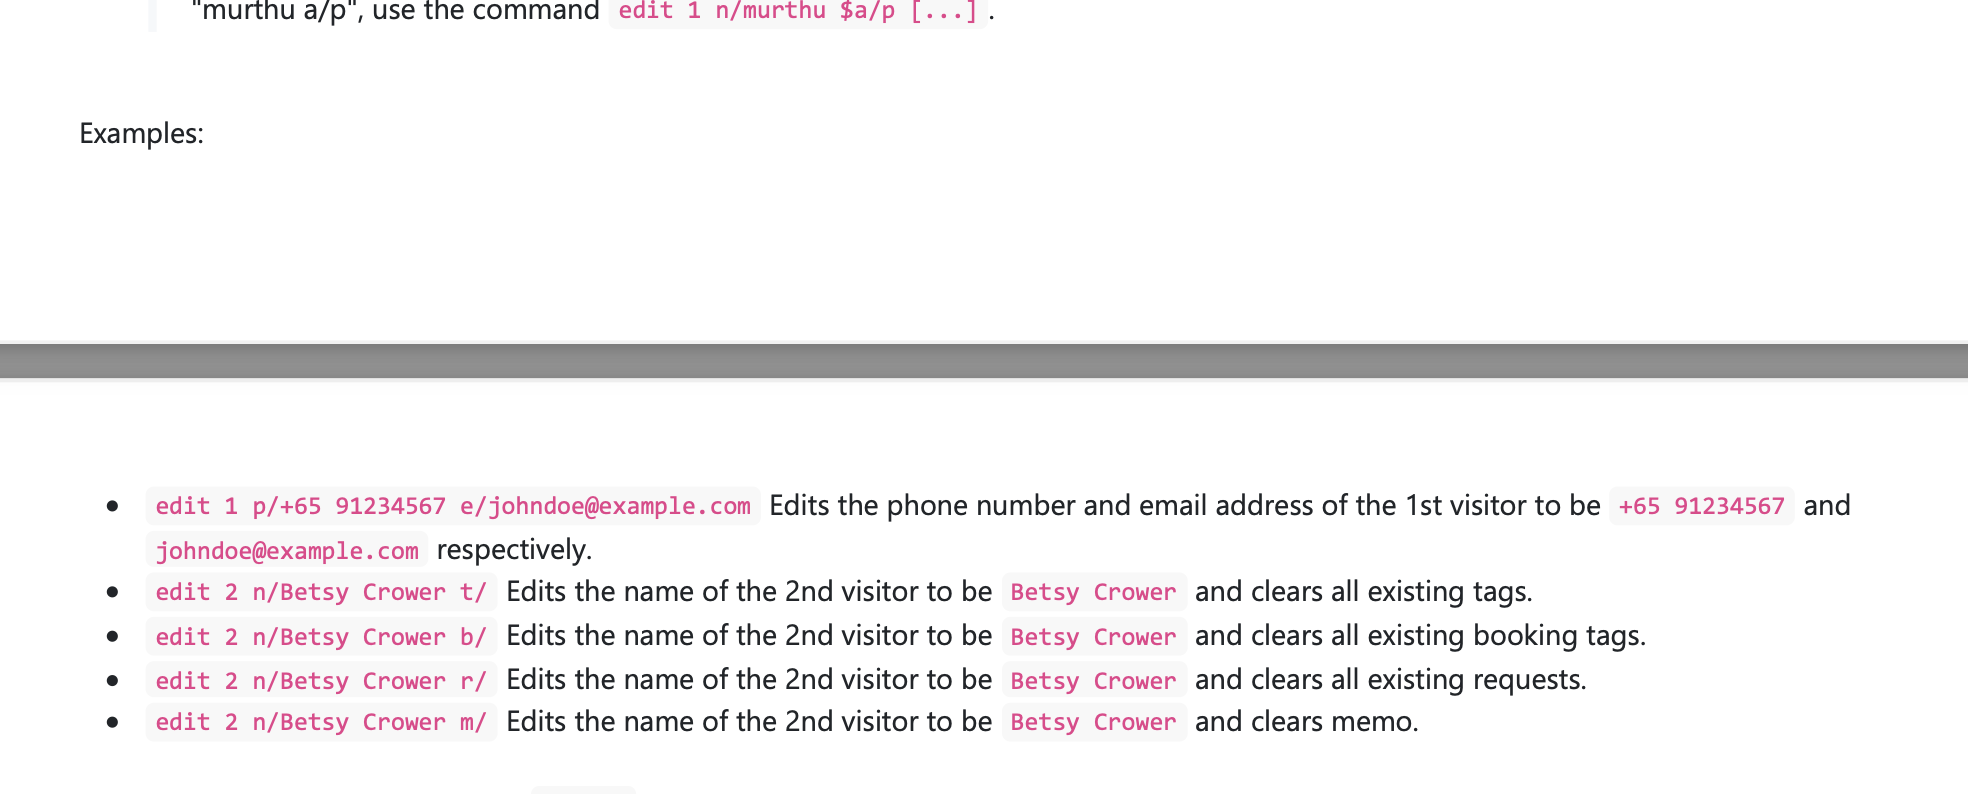 "murthu a/p", use the command edit 1 n/murthu $a/p [...] .
Examples:
• edit 1 p/+65 91234567 e/johndoe@example.com Edits the phone number and email address of the 1st visitor to be +65 91234567 and
johndoe@example.com respectively.
• edit 2 n/Betsy Crower t/ Edits the name of the 2nd visitor to be Betsy Crower and clears all existing tags.
• edit 2 n/Betsy Crower b/ Edits the name of the 2nd visitor to be Betsy Crower and clears all existing booking tags.
• edit 2 n/Betsy Crower r/ Edits the name of the 2nd visitor to be Betsy Crower and clears all existing requests.
• edit 2 n/Betsy Crower m/ Edits the name of the 2nd visitor to be Betsy Crower and clears memo.